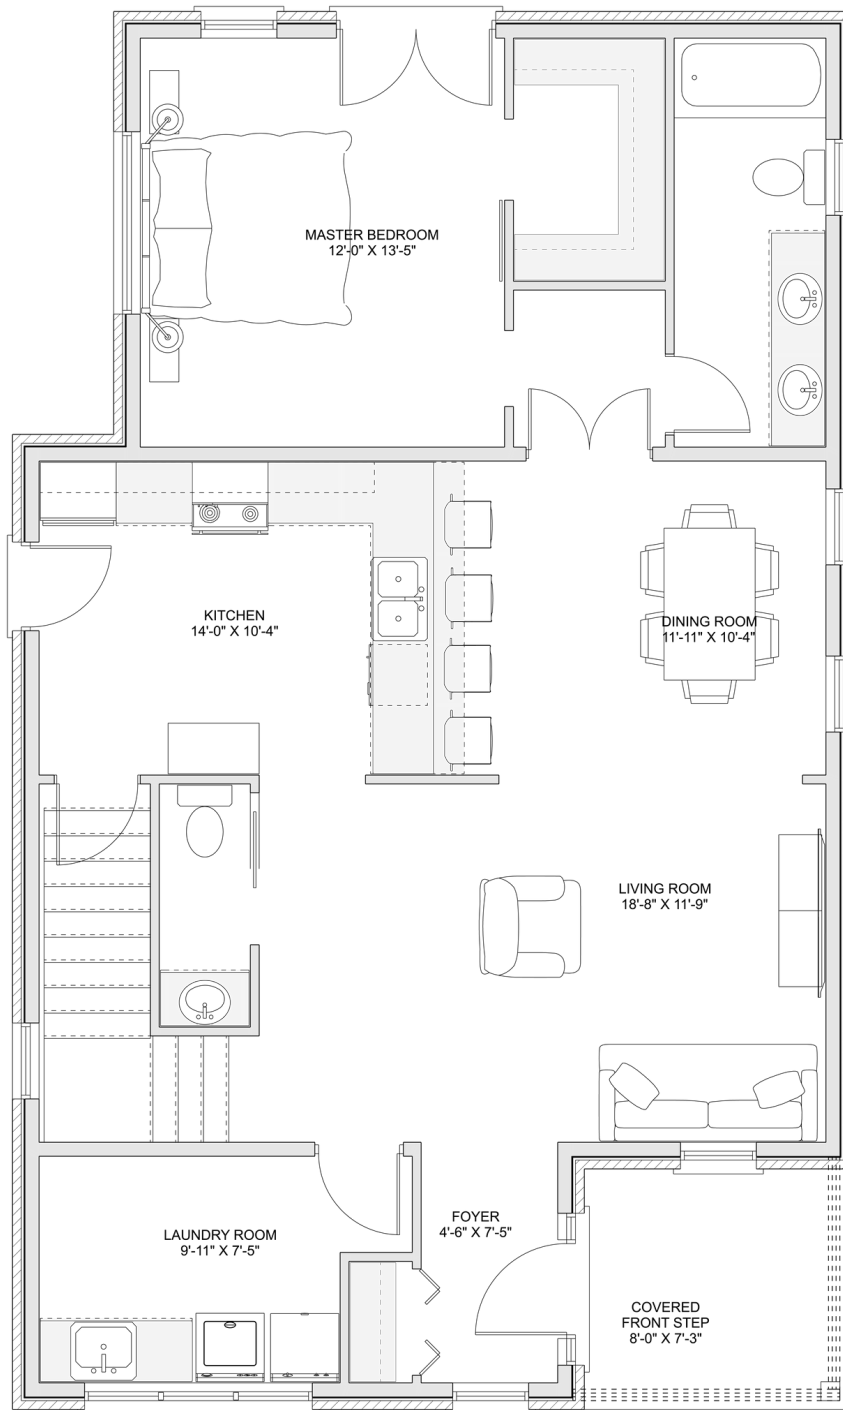 MASTER BEDROOM
12'-0" X 13'-5"
KITCHEN
14'-0" X 10'-4"
DINING ROOM
11'-11" X 10'-4"
LIVING ROOM
18'-8" X 11'-9"
FOYER
4'-6" X 7'-5"
LAUNDRY ROOM
9'-11" X 7'-5"
COVERED
FRONT STEP
8'-0" X 7'-3"